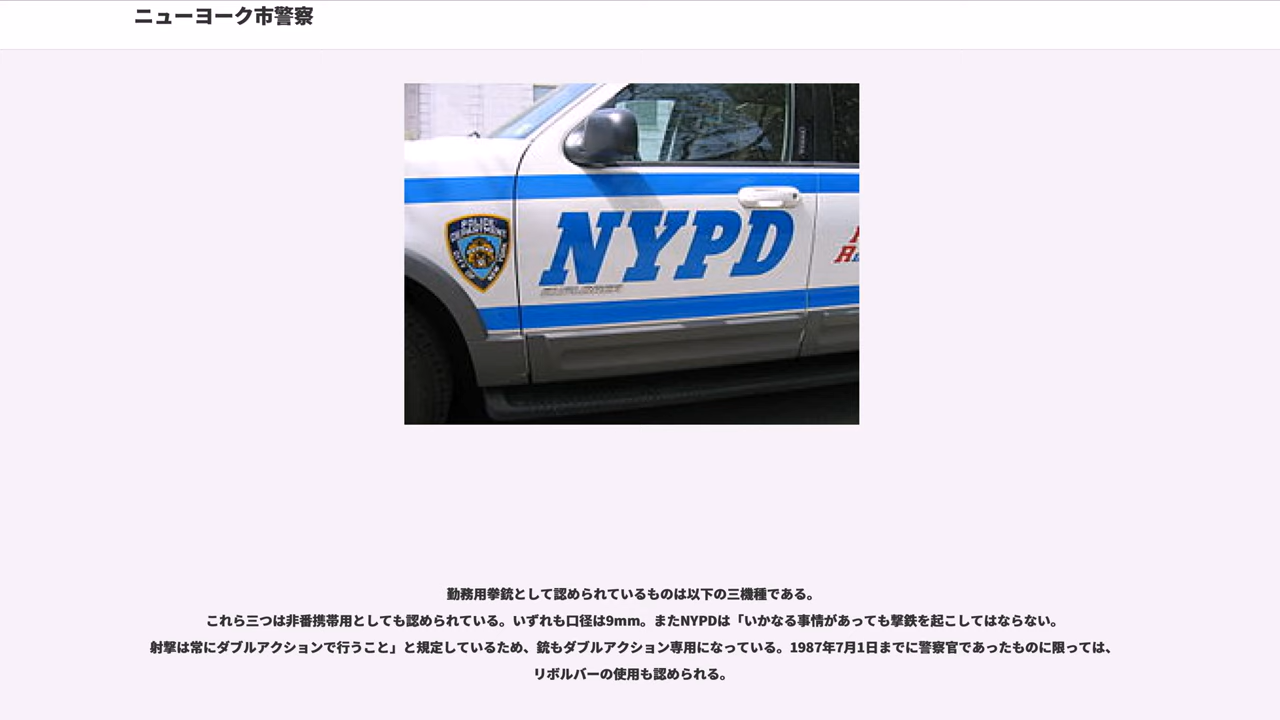 ニューヨーク市警察
POLICE
DEPARTMENT
CITY OF
NEW YORK
NYPD
勤務用拳銃として認められているものは以下の三機種である。
これら三つは非番携帯用としても認められている。いずれも口径は9mm。またNYPDは「いかなる事情があっても撃鉄を起こしてはならない。
射撃は常にダブルアクションで行うこと」と規定しているため、銃もダブルアクション専用になっている。1987年7月1日までに警察官であったものに限っては、
リボルバーの使用も認められる。